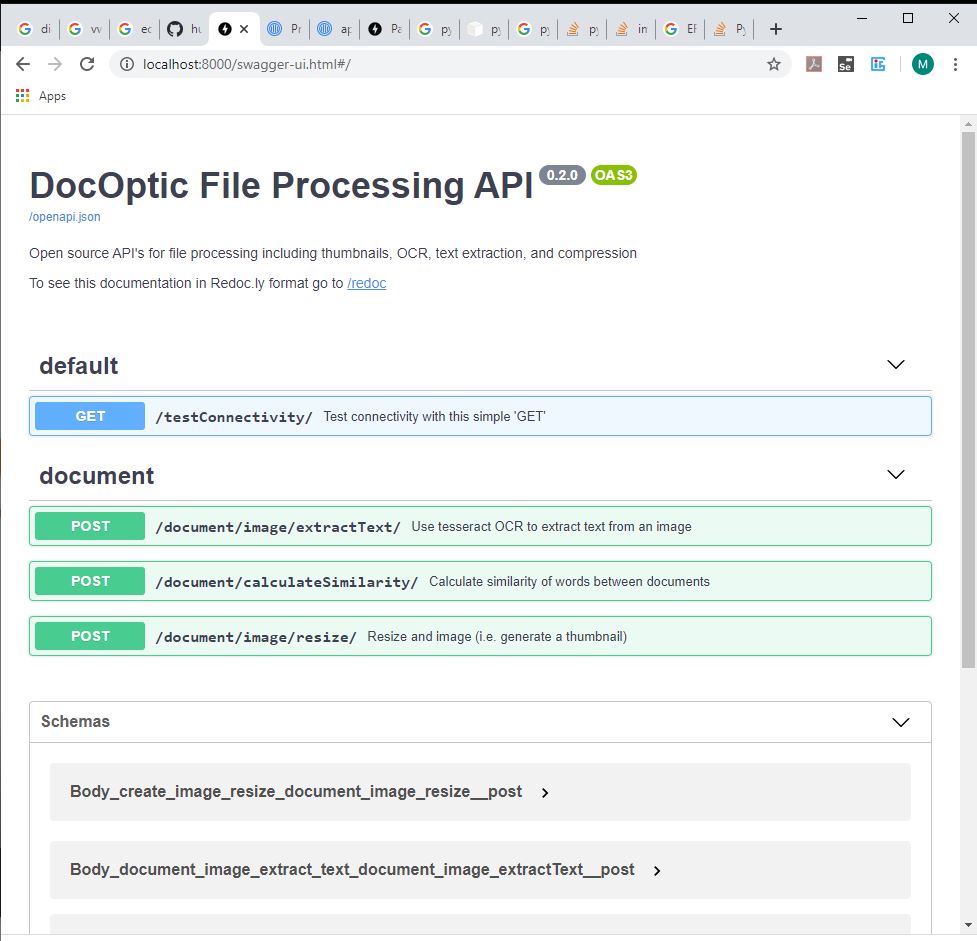 di
ec
hu
Pr
ap
Pa
py
py
py
py
in
localhost:8000/swagger-ui.html#/
Se
M
Apps
DocOptic File Processing API 0.2.0 OAS3
/openapi.json
Open source API's for file processing including thumbnails, OCR, text extraction, and compression
To see this documentation in Redoc.ly format go to /redoc
default
GET /testConnectivity/ Test connectivity with this simple 'GET'
document
POST /document/image/extractText/ Use tesseract OCR to extract text from an image
POST /document/calculateSimilarity/ Calculate similarity of words between documents
POST /document/image/resize/ Resize and image (i.e. generate a thumbnail)
Schemas
Body_create_image_resize_document_image_resize__post
Body_document_image_extract_text_document_image_extractText__post